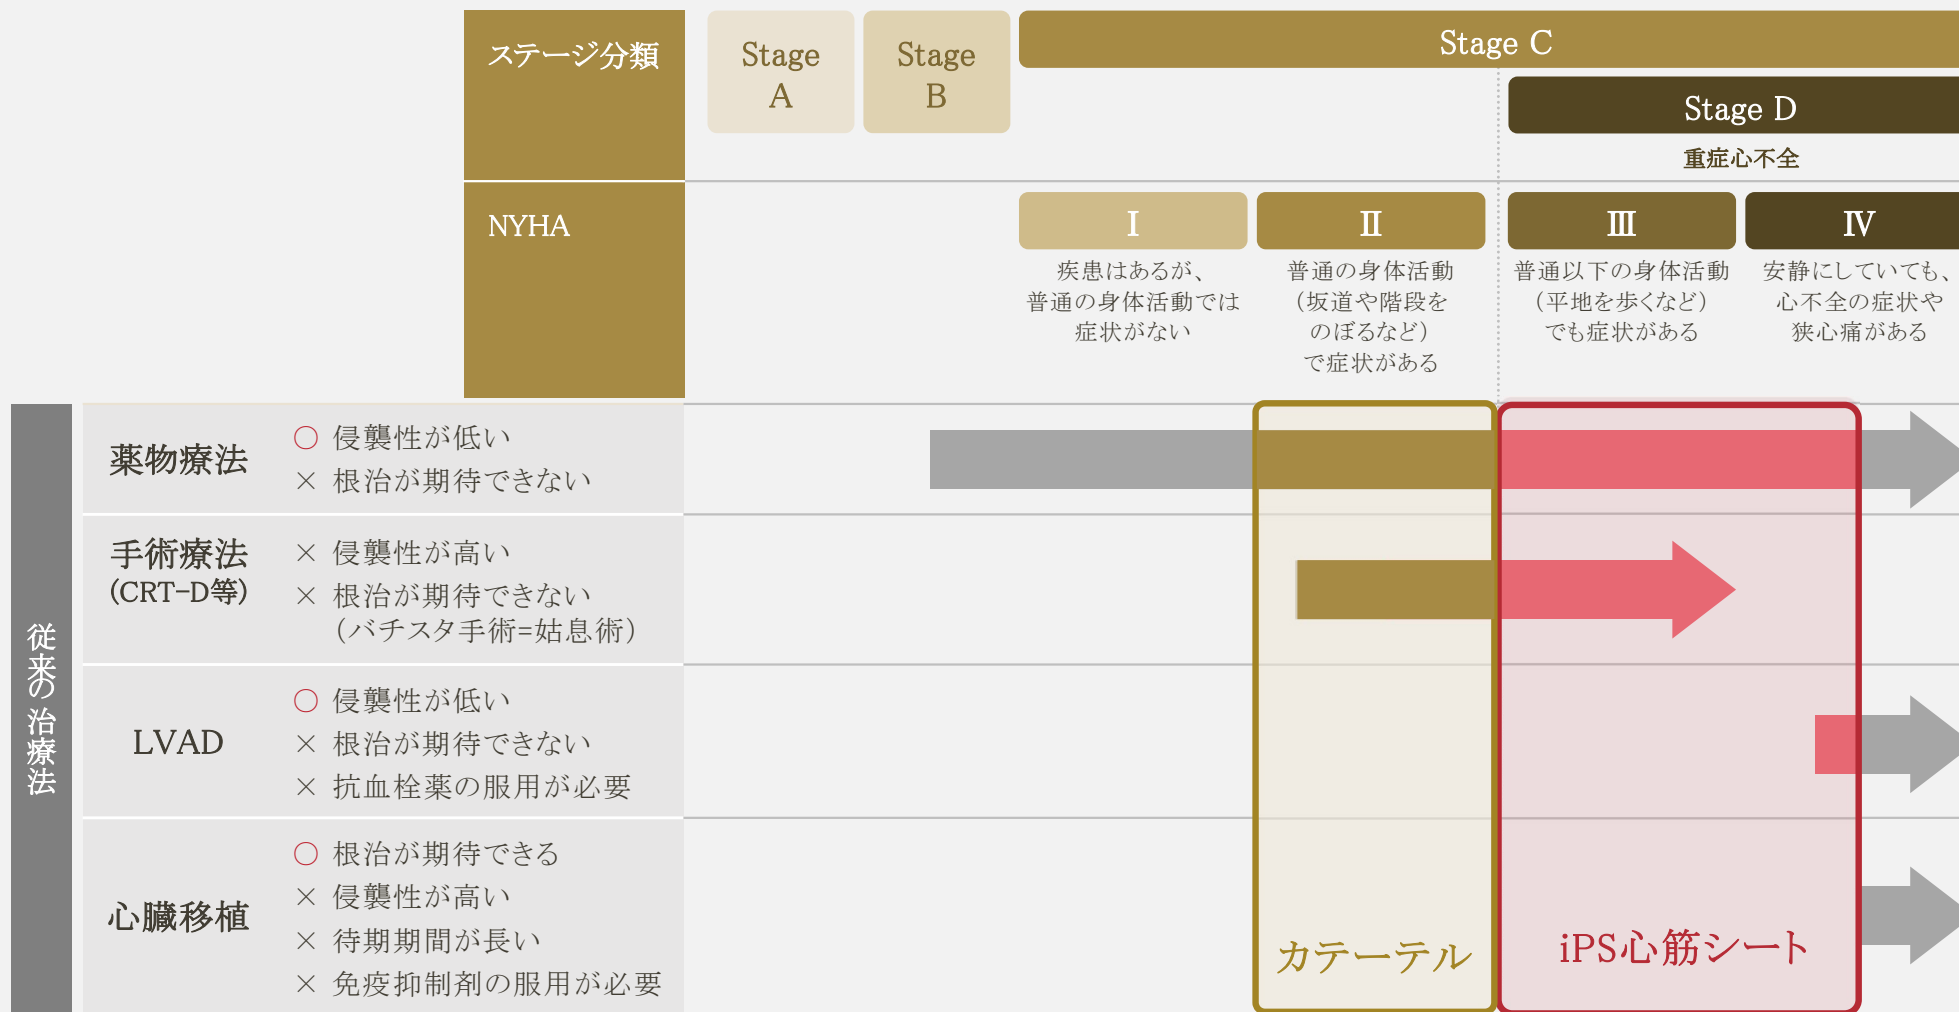 ステージ分類
Stage
A
Stage
B
Stage C
Stage D
重症心不全
NYHA
I
II
III
IV
疾患はあるが、
普通の身体活動では
症状がない
普通の身体活動
（坂道や階段を
のぼるなど）
で症状がある
普通以下の身体活動
（平地を歩くなど）
でも症状がある
安静にしていても、
心不全の症状や
狭心痛がある
従来の治療法
薬物療法
○ 侵襲性が低い
× 根治が期待できない
手術療法
(CRT-D等)
× 侵襲性が高い
× 根治が期待できない
（バチスタ手術=姑息術）
LVAD
○ 侵襲性が低い
× 根治が期待できない
× 抗血栓薬の服用が必要
心臓移植
○ 根治が期待できる
× 侵襲性が高い
× 待期期間が長い
× 免疫抑制剤の服用が必要
カテーテル
iPS心筋シート